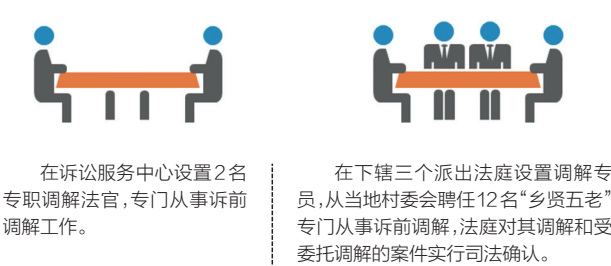 在诉讼服务中心设置2名
专职调解法官，专门从事诉前
调解工作。
在下辖三个派出法庭设置调解专
员，从当地村委会聘任12名“乡贤五老”
专门从事诉前调解，法庭对其调解和受
委托调解的案件实行司法确认。